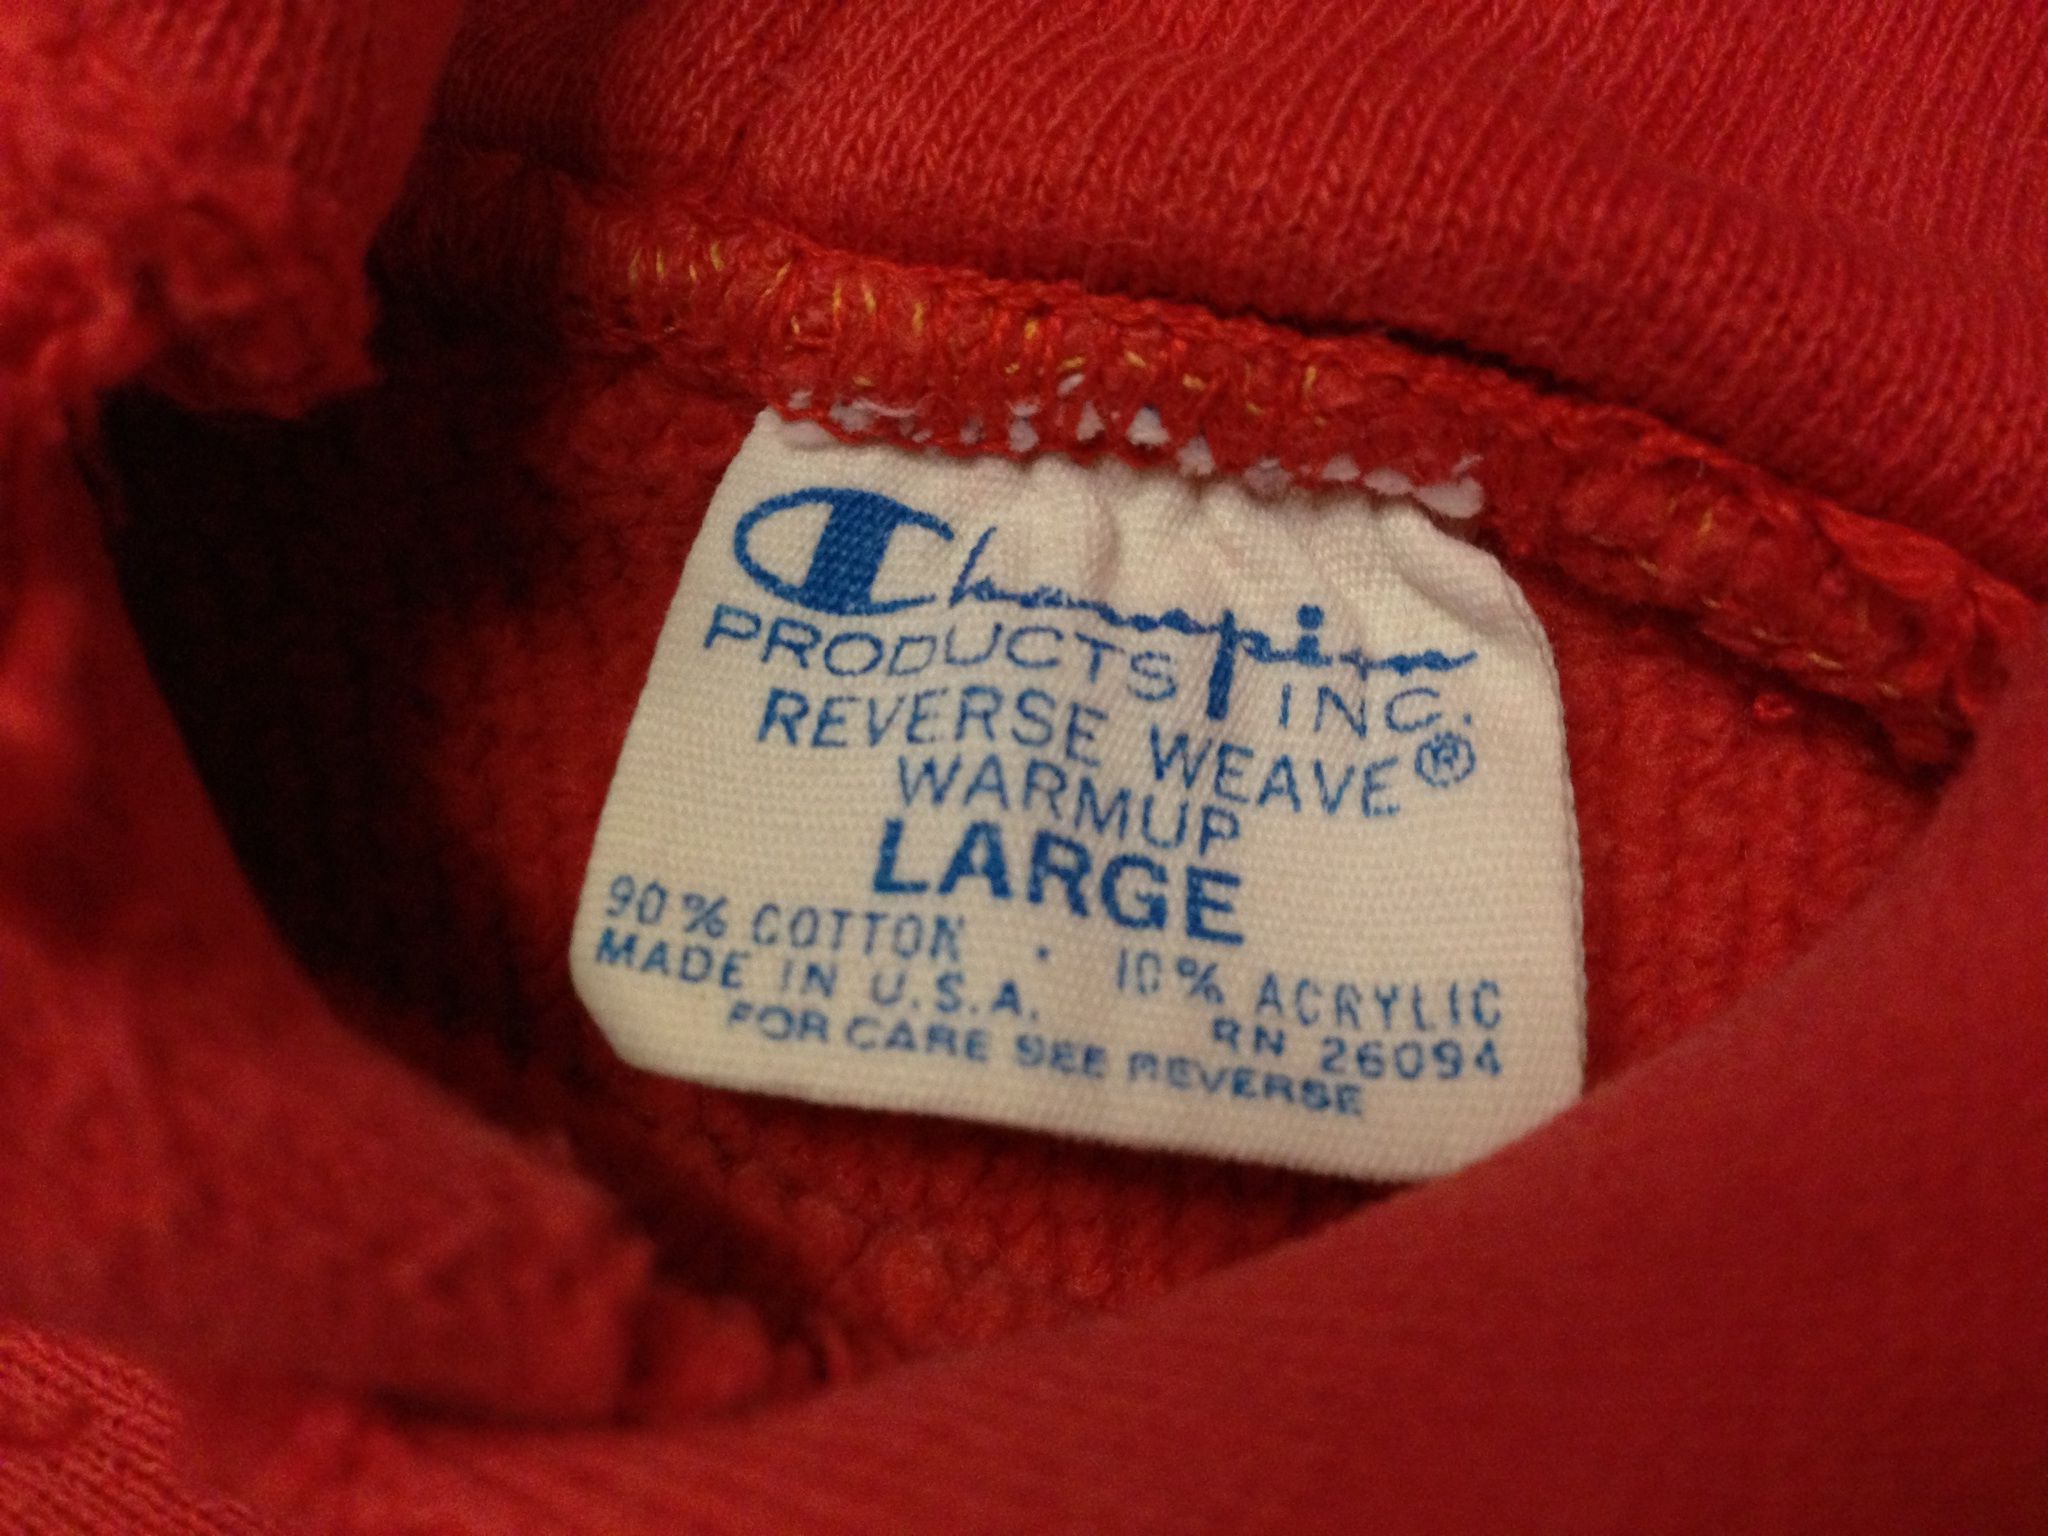 Champion
PRODUCTS INC.
REVERSE WEAVE®
WARMUP
LARGE
90% COTTON · 10% ACRYLIC
MADE IN U.S.A. RN 26094
FOR CARE SEE REVERSE